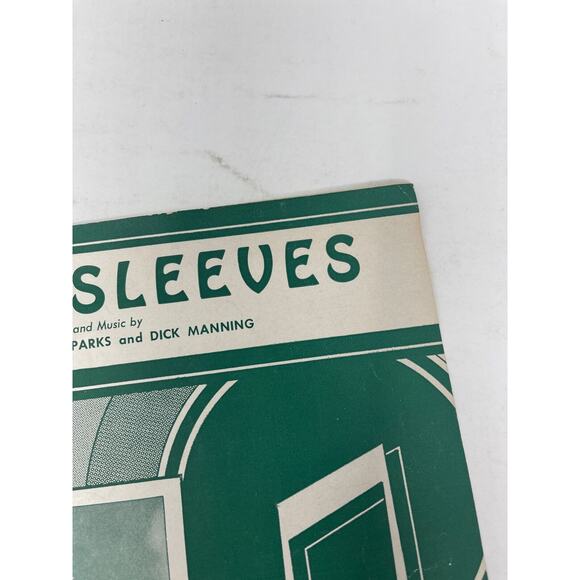 SLEEVES
and Music by
PARKS and DICK MANNING